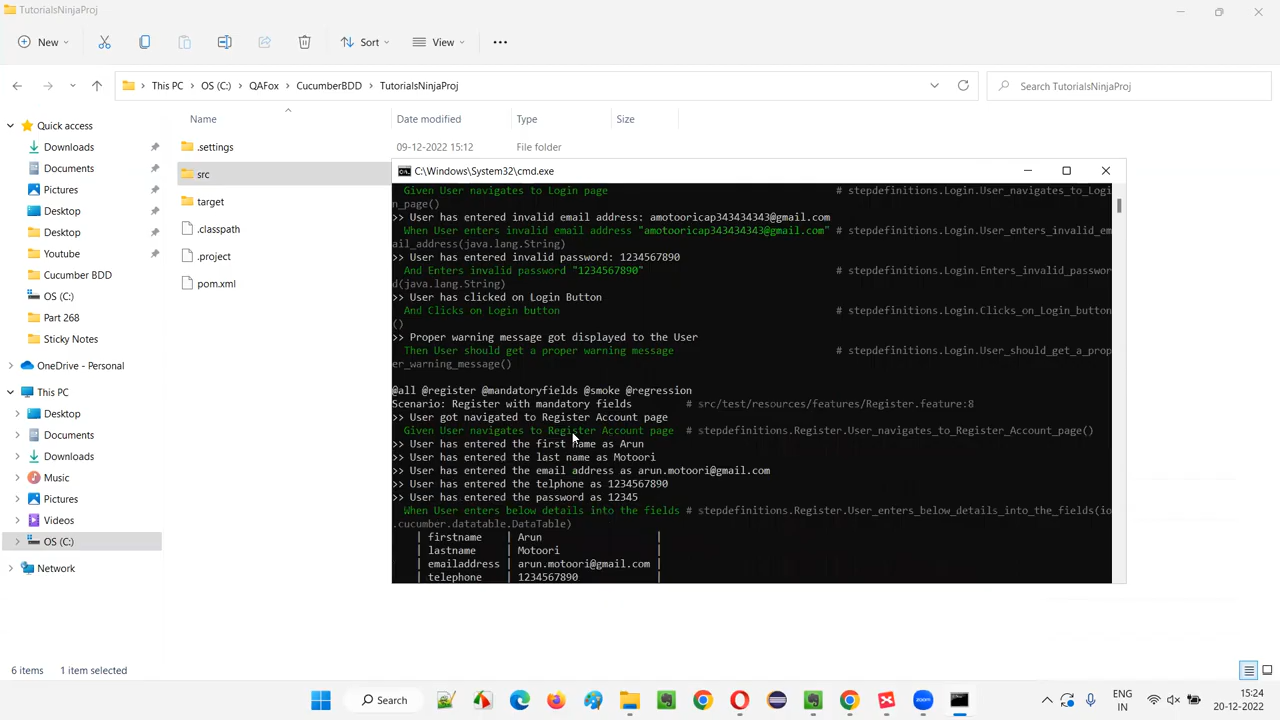 TutorialsNinjaProj
New
Sort
View
This PC
OS (C:)
QAFox
CucumberBDD
TutorialsNinjaProj
Search TutorialsNinjaProj
Name
Date modified
Type
Size
Quick access
Downloads
Documents
Pictures
Desktop
Desktop
Youtube
Cucumber BDD
OS (C:)
Part 268
Sticky Notes
OneDrive - Personal
This PC
Desktop
Documents
Downloads
Music
Pictures
Videos
OS (C:)
Network
.settings
09-12-2022 15:12
File folder
src
target
.classpath
.project
pom.xml
C:\Windows\System32\cmd.exe
Given User navigates to Login page # stepdefinitions.Login.User_navigates_to_Logi
n_page()
>> User has entered invalid email address: amotooricap343434343@gmail.com
When User enters invalid email address "amotooricap343434343@gmail.com" # stepdefinitions.Login.User_enters_invalid_em
ail_address(java.lang.String)
>> User has entered invalid password: 1234567890
And Enters invalid password "1234567890" # stepdefinitions.Login.Enters_invalid_passwor
d(java.lang.String)
>> User has clicked on Login Button
And Clicks on Login button # stepdefinitions.Login.Clicks_on_Login_button
()
>> Proper warning message got displayed to the User
Then User should get a proper warning message # stepdefinitions.Login.User_should_get_a_prop
er_warning_message()
@all @register @mandatoryfields @smoke @regression
Scenario: Register with mandatory fields # src/test/resources/features/Register.feature:8
>> User got navigated to Register Account page
Given User navigates to Register Account page # stepdefinitions.Register.User_navigates_to_Register_Account_page()
>> User has entered the first name as Arun
>> User has entered the last name as Motoori
>> User has entered the email address as arun.motoori@gmail.com
>> User has entered the telphone as 1234567890
>> User has entered the password as 12345
When User enters below details into the fields # stepdefinitions.Register.User_enters_below_details_into_the_fields(io
.cucumber.datatable.DataTable)
| firstname | Arun |
| lastname | Motoori |
| emailaddress | arun.motoori@gmail.com |
| telephone | 1234567890 |
6 items
1 item selected
Search
ENG
IN
15:24
20-12-2022